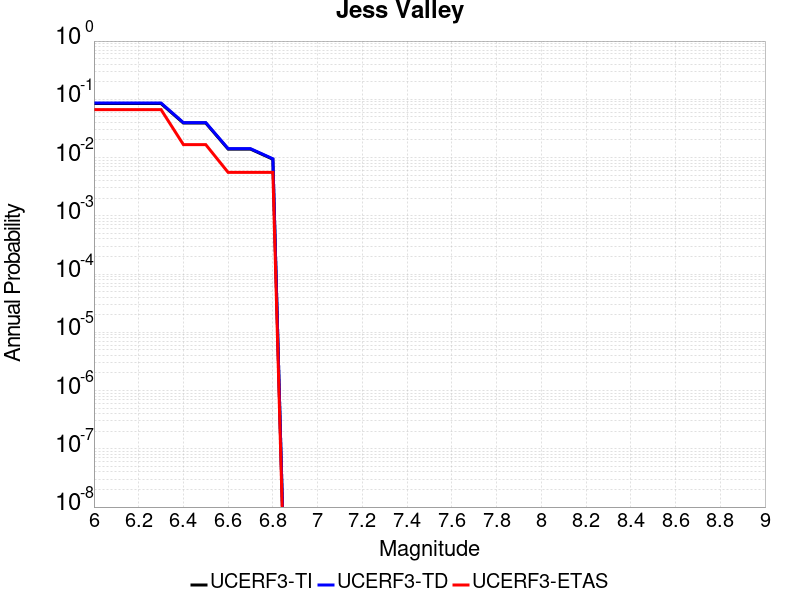 Jess Valley
10^0
10^-1
10^-2
10^-3
10^-4
10^-5
10^-6
10^-7
10^-8
Annual Probability
6 6.2 6.4 6.6 6.8 7 7.2 7.4 7.6 7.8 8 8.2 8.4 8.6 8.8 9
Magnitude
UCERF3-TI UCERF3-TD UCERF3-ETAS